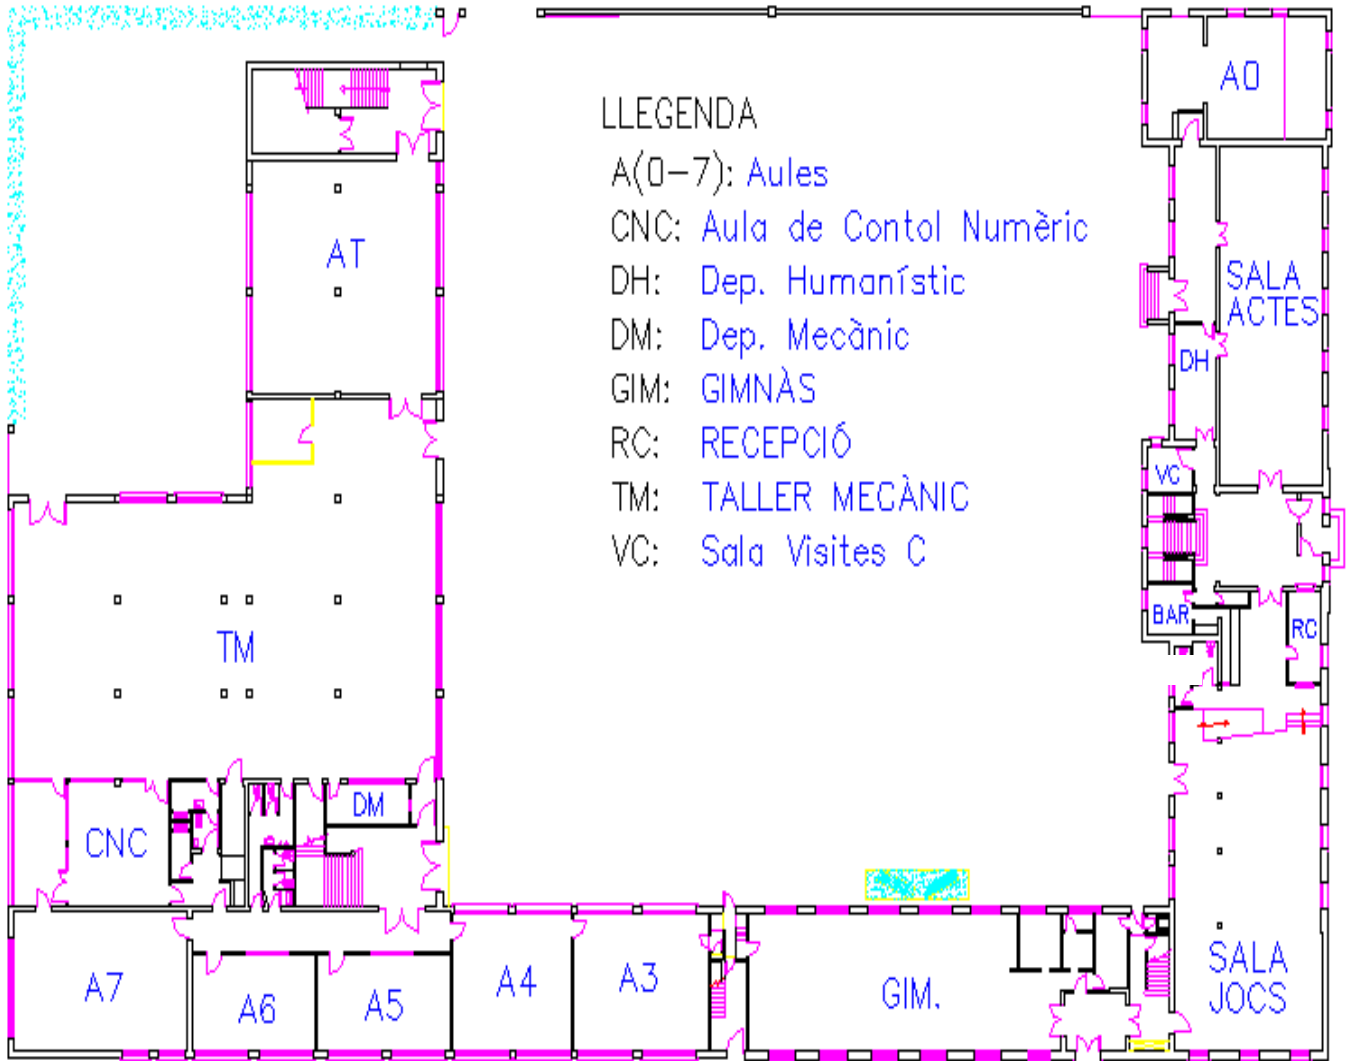 A0
LLEGENDA
A(0-7): Aules
CNC: Aula de Contol Numèric
DH: Dep. Humanístic
DM: Dep. Mecànic
GIM: GIMNÀS
RC: RECEPCIÓ
TM: TALLER MECÀNIC
VC: Sala Visites C
AT
SALA
ACTES
DH
VC
BAR
RC
TM
DM
CNC
A7
A6
A5
A4
A3
GIM.
SALA
JOCS